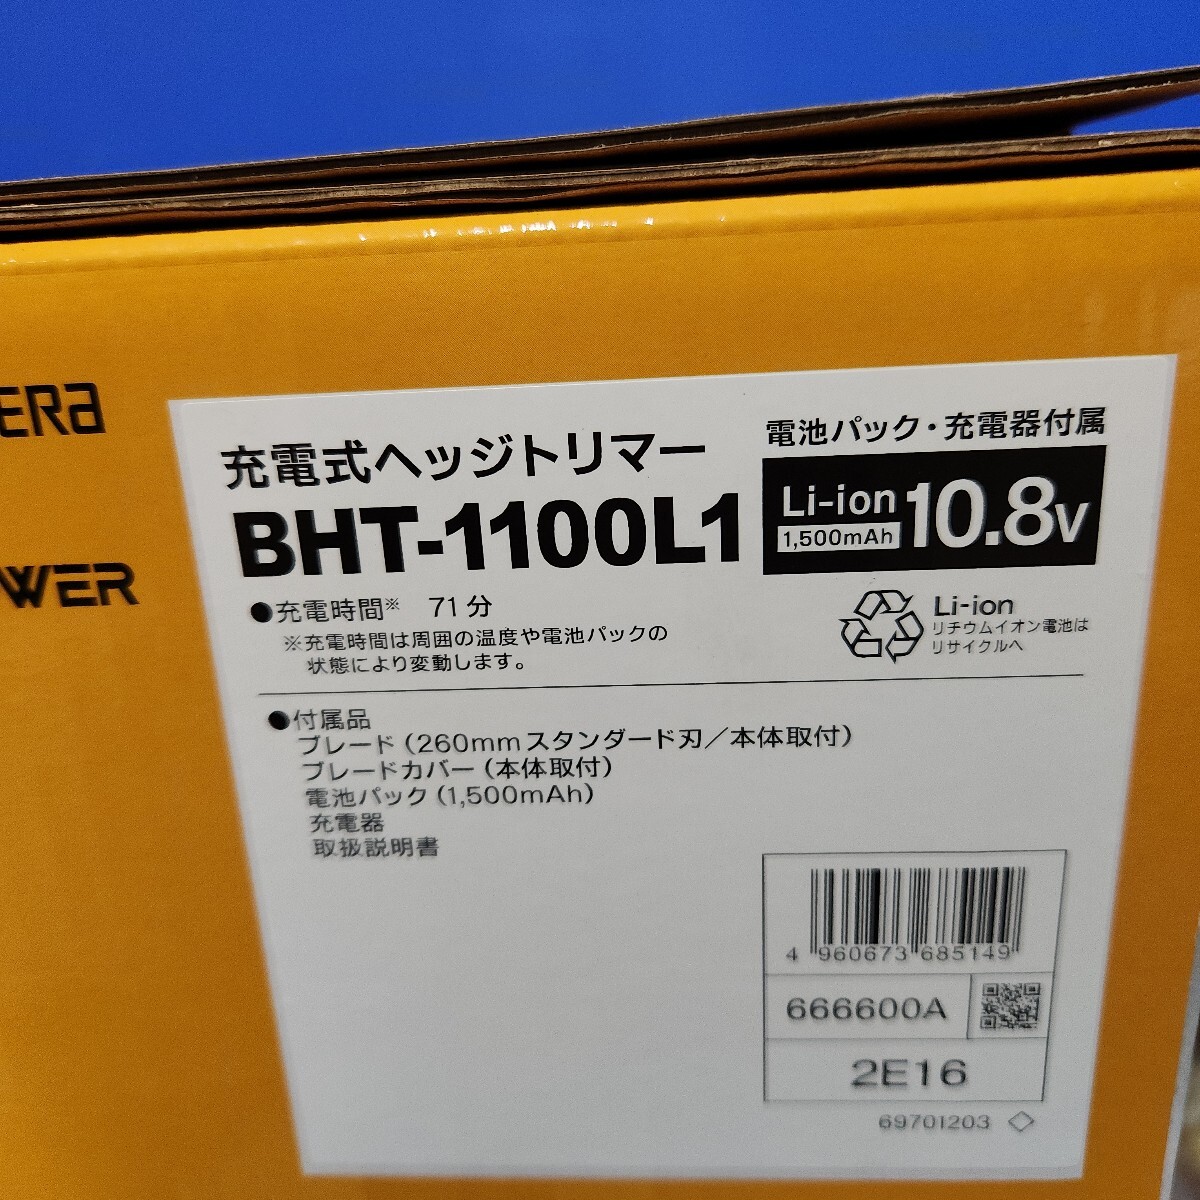 ERa
WER
充電式ヘッジトリマー
BHT-1100L1
電池パック・充電器付属
Li-ion
1,500mAh
10.8V
●充電時間※ 71分
※充電時間は周囲の温度や電池パックの
状態により変動します。
Li-ion
リチウムイオン電池は
リサイクルへ
●付属品
ブレード（260mmスタンダード刃／本体取付）
ブレードカバー（本体取付）
電池パック（1,500mAh）
充電器
取扱説明書
4 960673 685149
666600A
2E16
69701203